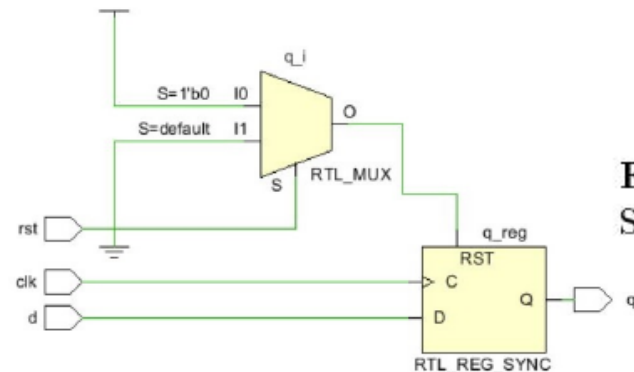 q_i
S=1'b0 I0
S=default I1
O
S
RTL_MUX
rst
q_reg
RST
clk
C
Q
q
d
D
RTL_REG_SYNC